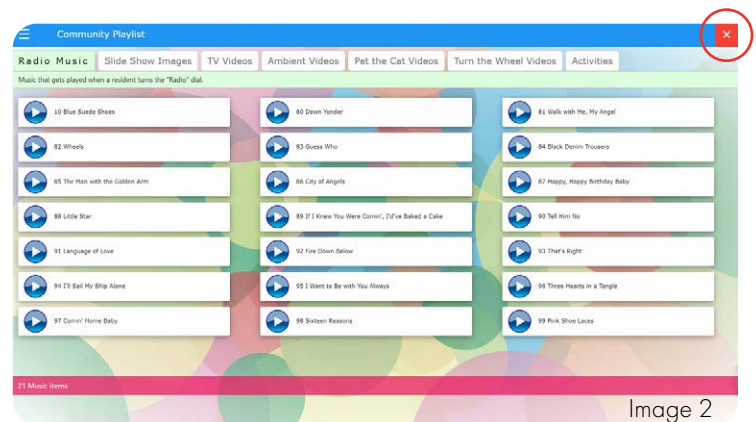 Community Playlist
Radio Music Slide Show Images TV Videos Ambient Videos Pet the Cat Videos Turn the Wheel Videos Activities
Music that gets played when a resident turns the "Radio" dial.
10 Blue Suede Shoes 80 Down Yonder 81 Walk with Me, My Angel
82 Wheels 83 Guess Who 84 Black Denim Trousers
85 The Man with the Golden Arm 86 City of Angels 87 Happy, Happy Birthday Baby
88 Little Star 89 If I Knew You Were Comin', I'd've Baked a Cake 90 Tell Him No
91 Language of Love 92 Fire Down Below 93 That's Right
94 I'll Sail My Ship Alone 95 I Want to Be with You Always 96 Three Hearts in a Tangle
97 Comin' Home Baby 98 Sixteen Reasons 99 Pink Shoe Laces
21 Music items
Image 2